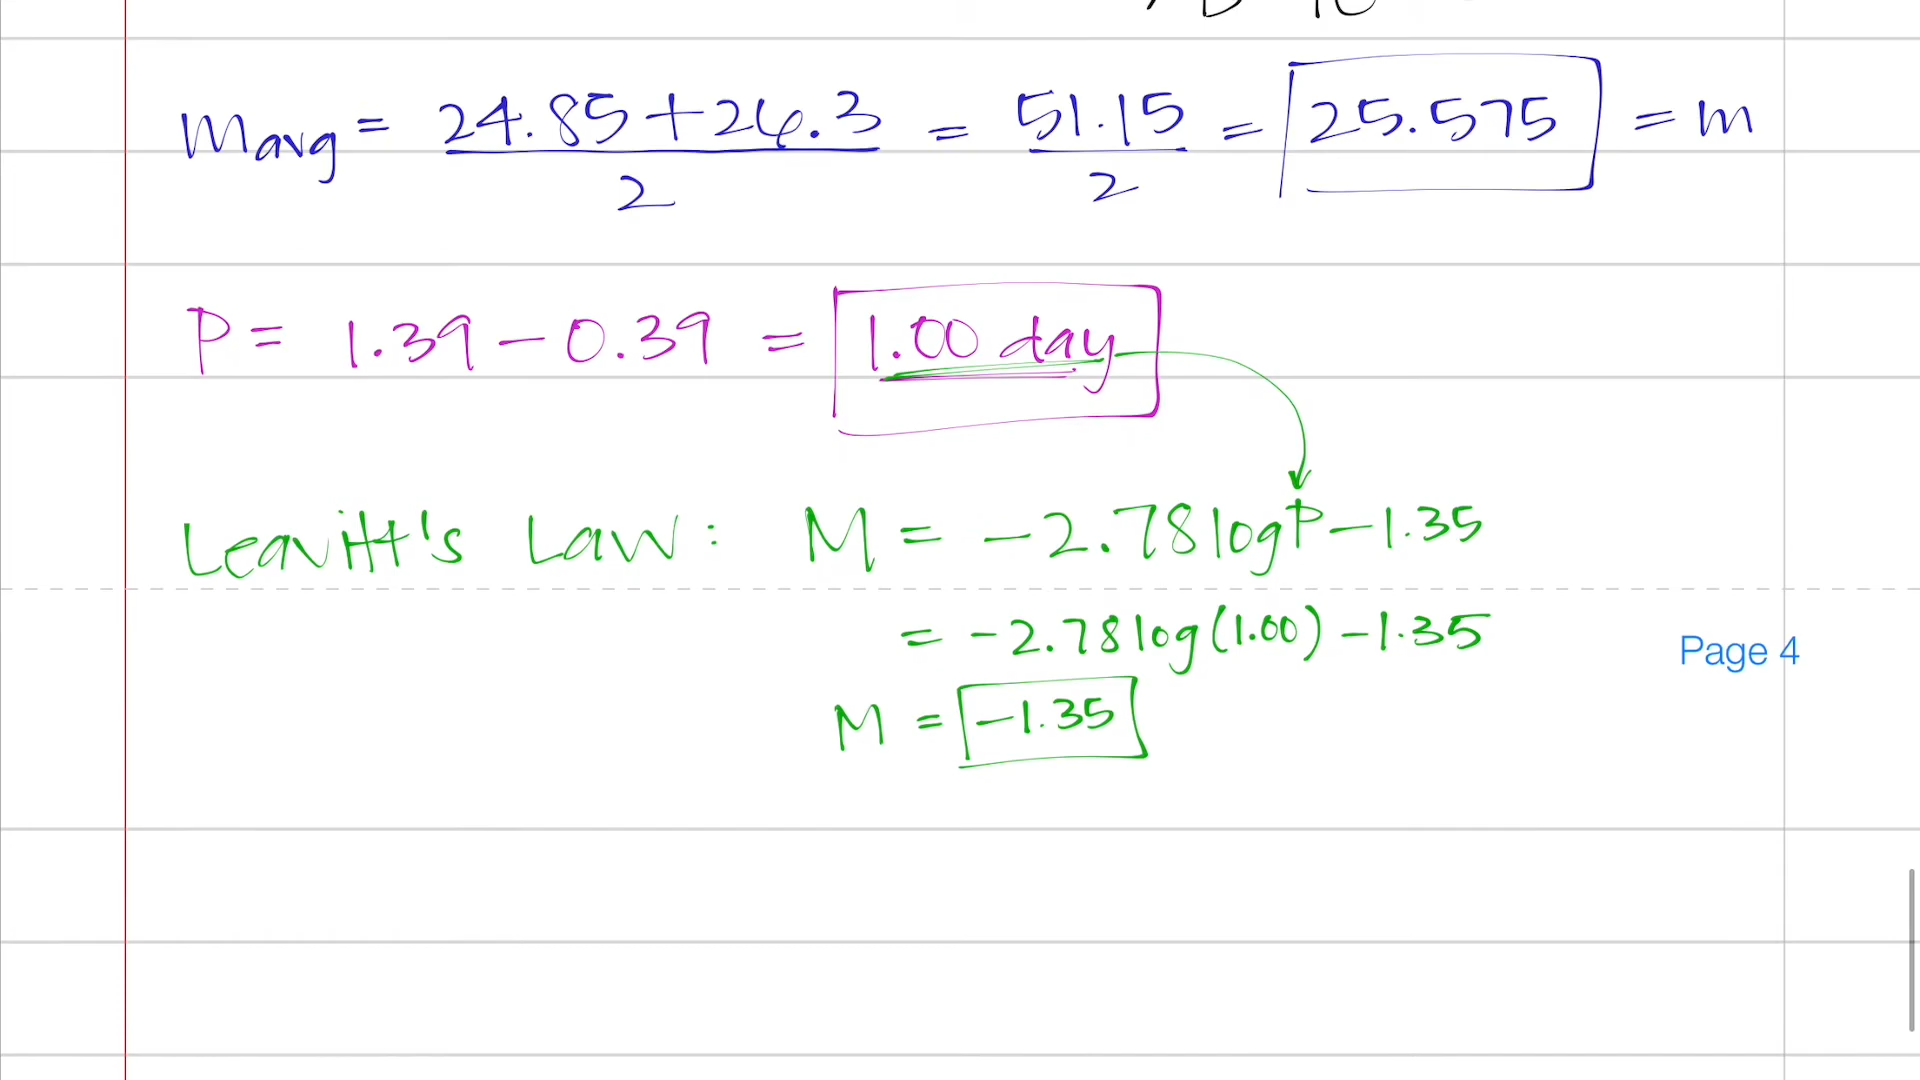 Mavg = 24.85 + 26.3 / 2 = 51.15 / 2 = 25.575 = m
P = 1.39 – 0.39 = 1.00 day
Leavitt's Law: M = -2.78 log P – 1.35
= -2.78 log (1.00) – 1.35
Page 4
M = -1.35